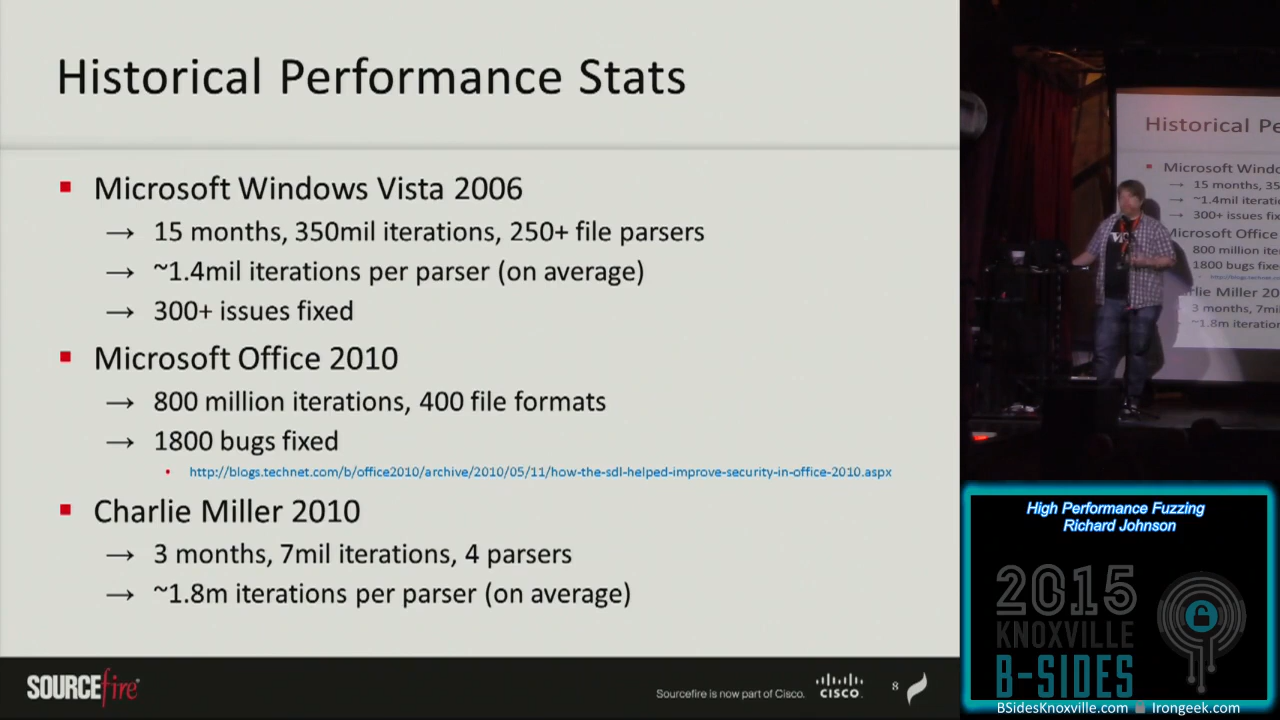 Historical Performance Stats
Microsoft Windows Vista 2006
→ 15 months, 350mil iterations, 250+ file parsers
→ ~1.4mil iterations per parser (on average)
→ 300+ issues fixed
Microsoft Office 2010
→ 800 million iterations, 400 file formats
→ 1800 bugs fixed
http://blogs.technet.com/b/office2010/archive/2010/05/11/how-the-sdl-helped-improve-security-in-office-2010.aspx
Charlie Miller 2010
→ 3 months, 7mil iterations, 4 parsers
→ ~1.8m iterations per parser (on average)
SOURCEfire
Sourcefire is now part of Cisco.
CISCO
8
Historical Pe
Microsoft Windo
→ 15 months, 35
→ ~1.4mil iterati
→ 300+ issues fix
Microsoft Office
800 million ite
1800 bugs fixe
rlie Miller 20
3 months, 7mil
~1.8m iteration
High Performance Fuzzing
Richard Johnson
2015
KNOXVILLE
B-SIDES
BSidesKnoxville.com Irongeek.com